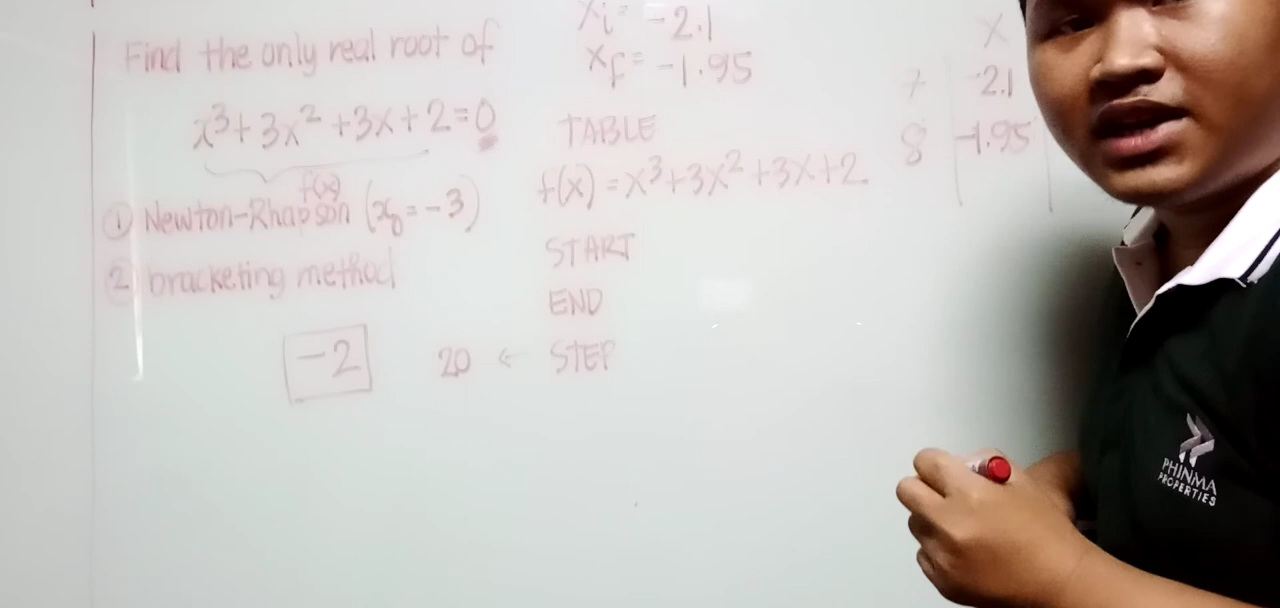 Find the only real root of
x³+3x²+3x+2=0
f(x)
① Newton-Rhapson (x₀=-3)
② bracketing method
-2
xi= -2.1
xf= -1.95
TABLE
f(x)=x³+3x²+3x+2
START
END
20 ← STEP
x
7 -2.1
8 -1.95
PHINMA
PROPERTIES